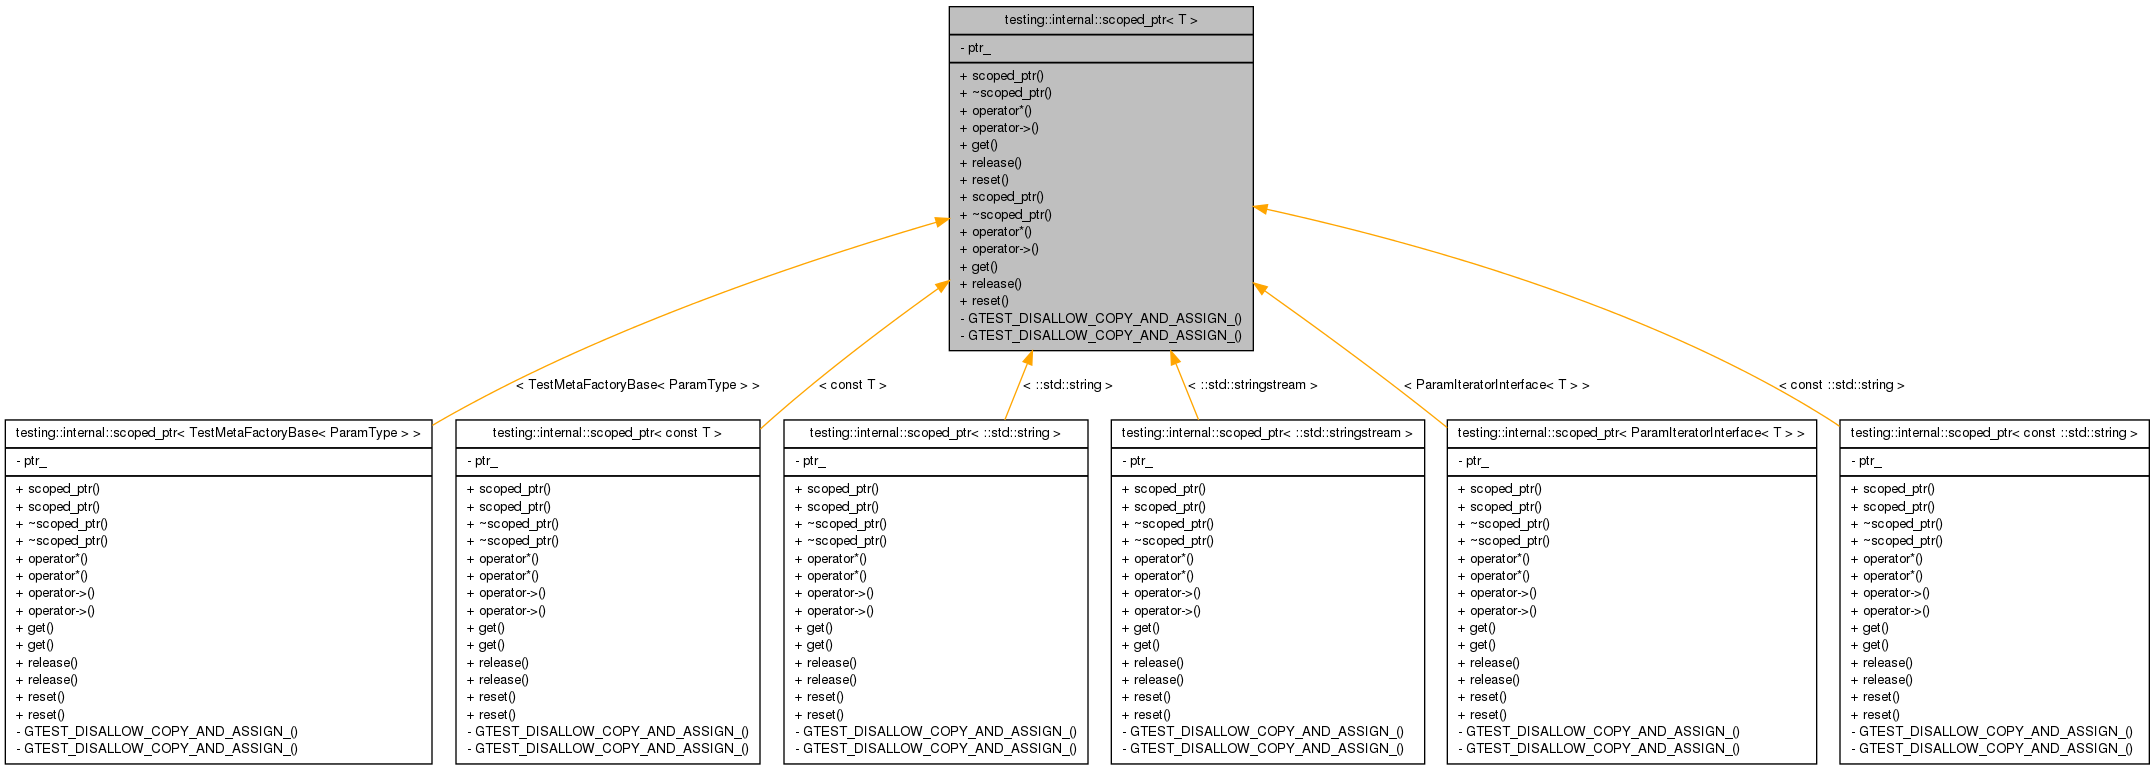 testing::internal::scoped_ptr< T >
- ptr_
+ scoped_ptr()
+ ~scoped_ptr()
+ operator*()
+ operator->()
+ get()
+ release()
+ reset()
+ scoped_ptr()
+ ~scoped_ptr()
+ operator*()
+ operator->()
+ get()
+ release()
+ reset()
- GTEST_DISALLOW_COPY_AND_ASSIGN_()
- GTEST_DISALLOW_COPY_AND_ASSIGN_()
< TestMetaFactoryBase< ParamType > >
< const T >
< ::std::string >
< ::std::stringstream >
< ParamIteratorInterface< T > >
< const ::std::string >
testing::internal::scoped_ptr< TestMetaFactoryBase< ParamType > >
- ptr_
+ scoped_ptr()
+ scoped_ptr()
+ ~scoped_ptr()
+ ~scoped_ptr()
+ operator*()
+ operator*()
+ operator->()
+ operator->()
+ get()
+ get()
+ release()
+ release()
+ reset()
+ reset()
- GTEST_DISALLOW_COPY_AND_ASSIGN_()
- GTEST_DISALLOW_COPY_AND_ASSIGN_()
testing::internal::scoped_ptr< const T >
- ptr_
+ scoped_ptr()
+ scoped_ptr()
+ ~scoped_ptr()
+ ~scoped_ptr()
+ operator*()
+ operator*()
+ operator->()
+ operator->()
+ get()
+ get()
+ release()
+ release()
+ reset()
+ reset()
- GTEST_DISALLOW_COPY_AND_ASSIGN_()
- GTEST_DISALLOW_COPY_AND_ASSIGN_()
testing::internal::scoped_ptr< ::std::string >
- ptr_
+ scoped_ptr()
+ scoped_ptr()
+ ~scoped_ptr()
+ ~scoped_ptr()
+ operator*()
+ operator*()
+ operator->()
+ operator->()
+ get()
+ get()
+ release()
+ release()
+ reset()
+ reset()
- GTEST_DISALLOW_COPY_AND_ASSIGN_()
- GTEST_DISALLOW_COPY_AND_ASSIGN_()
testing::internal::scoped_ptr< ::std::stringstream >
- ptr_
+ scoped_ptr()
+ scoped_ptr()
+ ~scoped_ptr()
+ ~scoped_ptr()
+ operator*()
+ operator*()
+ operator->()
+ operator->()
+ get()
+ get()
+ release()
+ release()
+ reset()
+ reset()
- GTEST_DISALLOW_COPY_AND_ASSIGN_()
- GTEST_DISALLOW_COPY_AND_ASSIGN_()
testing::internal::scoped_ptr< ParamIteratorInterface< T > >
- ptr_
+ scoped_ptr()
+ scoped_ptr()
+ ~scoped_ptr()
+ ~scoped_ptr()
+ operator*()
+ operator*()
+ operator->()
+ operator->()
+ get()
+ get()
+ release()
+ release()
+ reset()
+ reset()
- GTEST_DISALLOW_COPY_AND_ASSIGN_()
- GTEST_DISALLOW_COPY_AND_ASSIGN_()
testing::internal::scoped_ptr< const ::std::string >
- ptr_
+ scoped_ptr()
+ scoped_ptr()
+ ~scoped_ptr()
+ ~scoped_ptr()
+ operator*()
+ operator*()
+ operator->()
+ operator->()
+ get()
+ get()
+ release()
+ release()
+ reset()
+ reset()
- GTEST_DISALLOW_COPY_AND_ASSIGN_()
- GTEST_DISALLOW_COPY_AND_ASSIGN_()